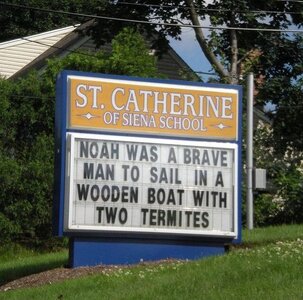 ST. CATHERINE
OF SIENA SCHOOL
NOAH WAS A BRAVE
MAN TO SAIL IN A
WOODEN BOAT WITH
TWO TERMITES